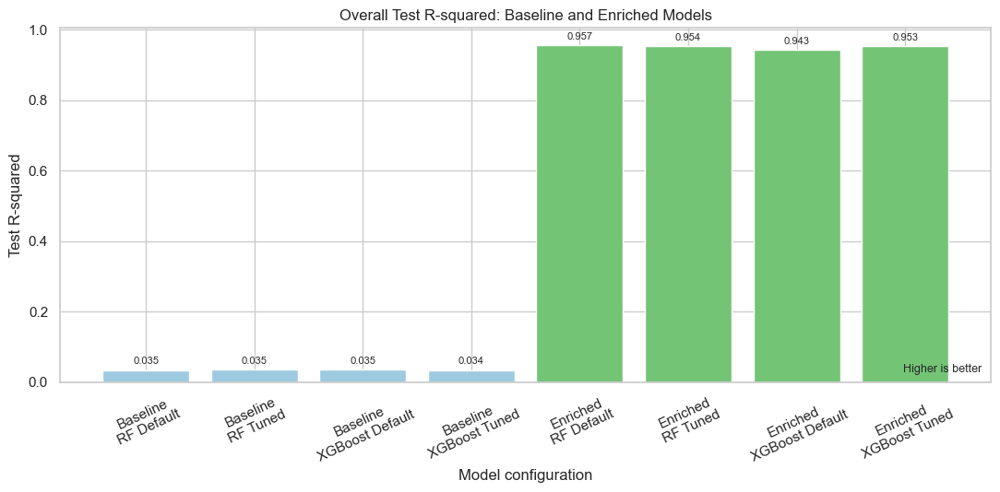 Overall Test R-squared: Baseline and Enriched Models
Test R-squared
1.0
0.8
0.6
0.4
0.2
0.0
0.035
0.035
0.035
0.034
0.957
0.954
0.943
0.953
Higher is better
Baseline
RF Default
Baseline
RF Tuned
Baseline
XGBoost Default
Baseline
XGBoost Tuned
Enriched
RF Default
Enriched
RF Tuned
Enriched
XGBoost Default
Enriched
XGBoost Tuned
Model configuration